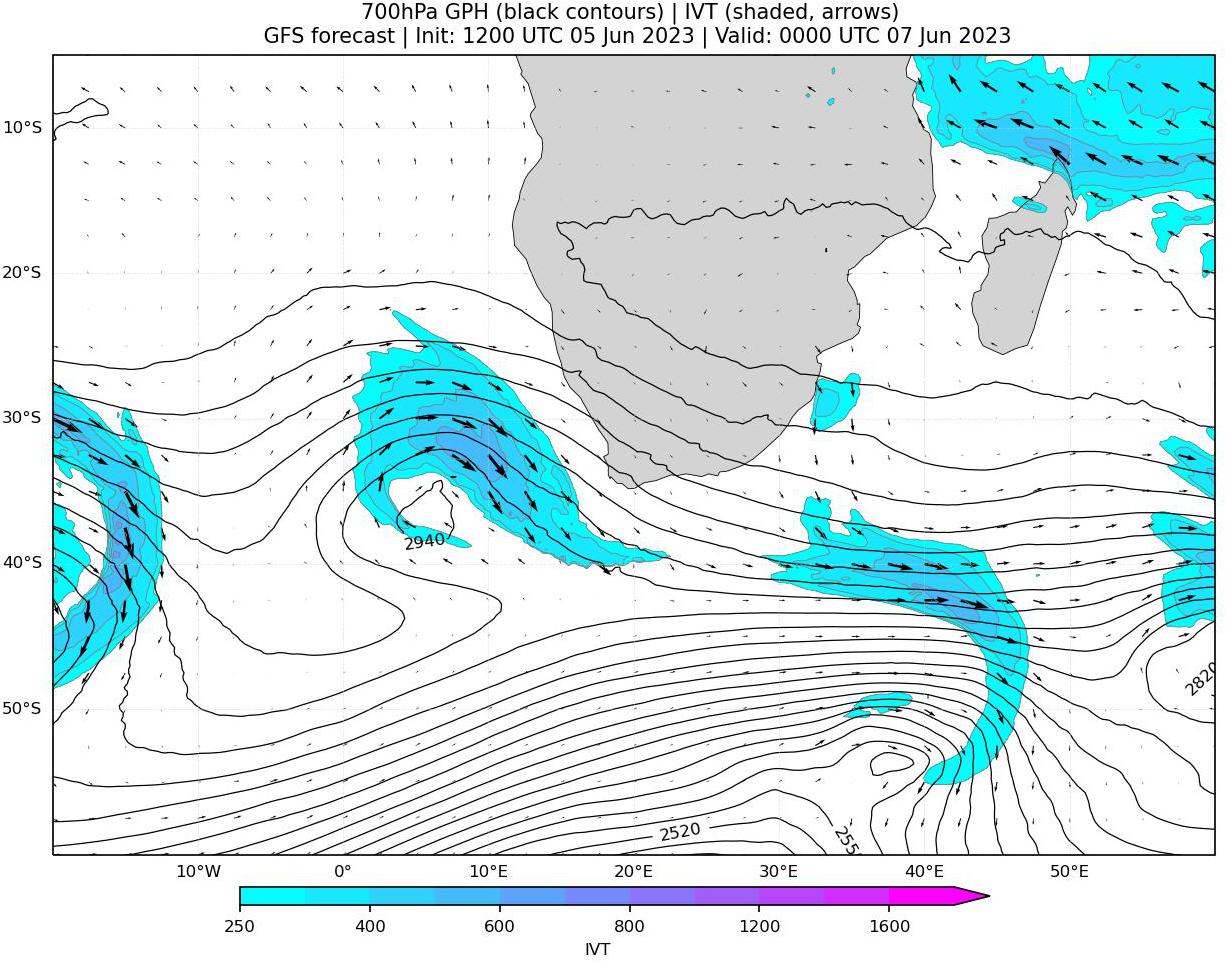 700hPa GPH (black contours) | IVT (shaded, arrows)
GFS forecast | Init: 1200 UTC 05 Jun 2023 | Valid: 0000 UTC 07 Jun 2023
10°S
20°S
30°S
2940
40°S
2820
50°S
2520
255
10°W 0° 10°E 20°E 30°E 40°E 50°E
250 400 600 800 1200 1600
IVT